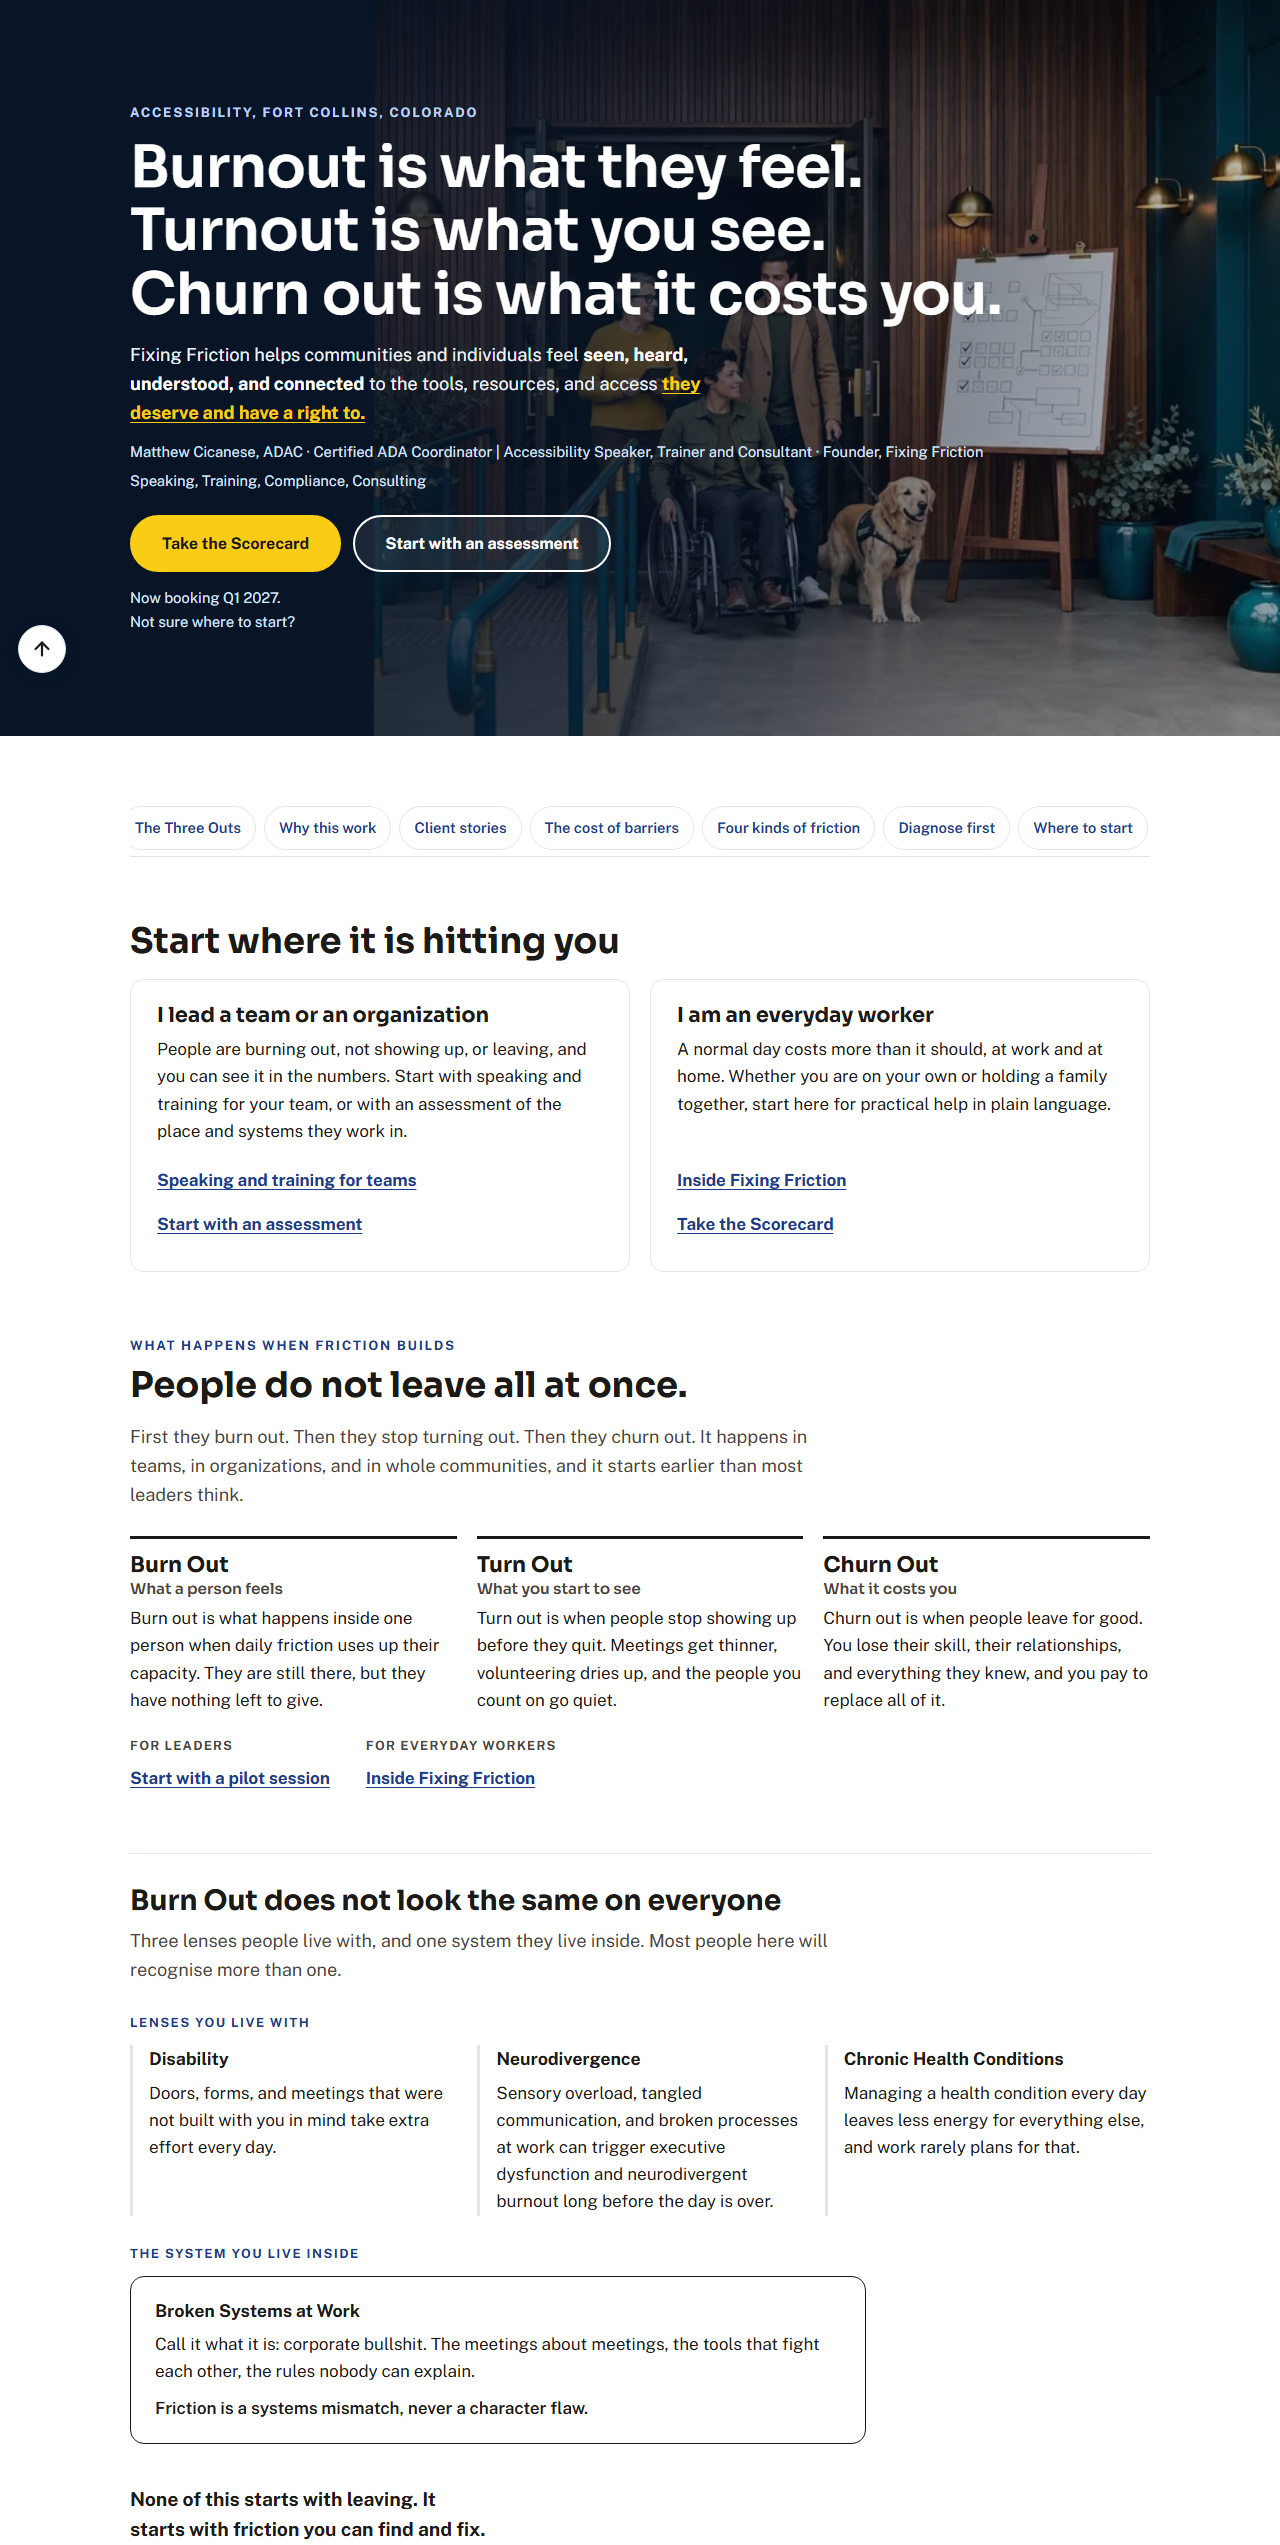 ACCESSIBILITY, FORT COLLINS, COLORADO
Burnout is what they feel.
Turnout is what you see.
Churn out is what it costs you.
Fixing Friction helps communities and individuals feel seen, heard,
understood, and connected to the tools, resources, and access they
deserve and have a right to.
Matthew Cicanese, ADAC · Certified ADA Coordinator | Accessibility Speaker, Trainer and Consultant · Founder, Fixing Friction
Speaking, Training, Compliance, Consulting
Take the Scorecard
Start with an assessment
Now booking Q1 2027.
Not sure where to start?
The Three Outs
Why this work
Client stories
The cost of barriers
Four kinds of friction
Diagnose first
Where to start
Start where it is hitting you
I lead a team or an organization
People are burning out, not showing up, or leaving, and
you can see it in the numbers. Start with speaking and
training for your team, or with an assessment of the
place and systems they work in.
Speaking and training for teams
Start with an assessment
I am an everyday worker
A normal day costs more than it should, at work and at
home. Whether you are on your own or holding a family
together, start here for practical help in plain language.
Inside Fixing Friction
Take the Scorecard
WHAT HAPPENS WHEN FRICTION BUILDS
People do not leave all at once.
First they burn out. Then they stop turning out. Then they churn out. It happens in
teams, in organizations, and in whole communities, and it starts earlier than most
leaders think.
Burn Out
What a person feels
Burn out is what happens inside one
person when daily friction uses up their
capacity. They are still there, but they
have nothing left to give.
Turn Out
What you start to see
Turn out is when people stop showing up
before they quit. Meetings get thinner,
volunteering dries up, and the people you
count on go quiet.
Churn Out
What it costs you
Churn out is when people leave for good.
You lose their skill, their relationships,
and everything they knew, and you pay to
replace all of it.
FOR LEADERS
Start with a pilot session
FOR EVERYDAY WORKERS
Inside Fixing Friction
Burn Out does not look the same on everyone
Three lenses people live with, and one system they live inside. Most people here will
recognise more than one.
LENSES YOU LIVE WITH
Disability
Doors, forms, and meetings that were
not built with you in mind take extra
effort every day.
Neurodivergence
Sensory overload, tangled
communication, and broken processes
at work can trigger executive
dysfunction and neurodivergent
burnout long before the day is over.
Chronic Health Conditions
Managing a health condition every day
leaves less energy for everything else,
and work rarely plans for that.
THE SYSTEM YOU LIVE INSIDE
Broken Systems at Work
Call it what it is: corporate bullshit. The meetings about meetings, the tools that fight
each other, the rules nobody can explain.
Friction is a systems mismatch, never a character flaw.
None of this starts with leaving. It
starts with friction you can find and fix.